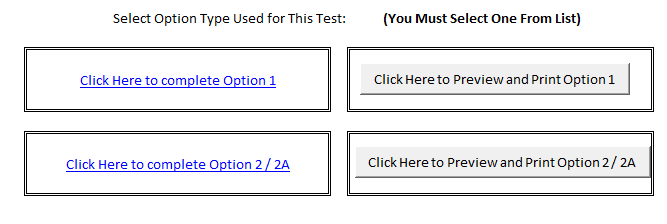 Select Option Type Used for This Test: (You Must Select One From List)
Click Here to complete Option 1
Click Here to Preview and Print Option 1
Click Here to complete Option 2 / 2A
Click Here to Preview and Print Option 2 / 2A